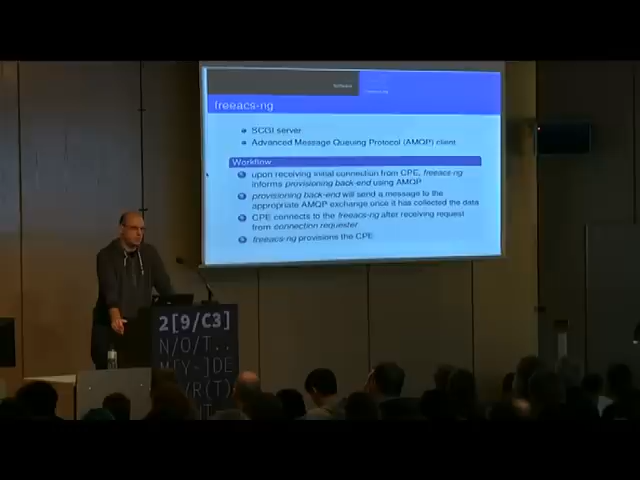 Software
freeacs-ng
SCGI server
Advanced Message Queuing Protocol (AMQP) client
Workflow
upon receiving initial connection from CPE, freeacs-ng
informs provisioning back-end using AMQP
provisioning back-end will send a message to the
appropriate AMQP exchange once it has collected the data
CPE connects to the freeacs-ng after receiving request
from connection requester
freeacs-ng provisions the CPE
2[9/C3]
N/O/T..
/R(T)